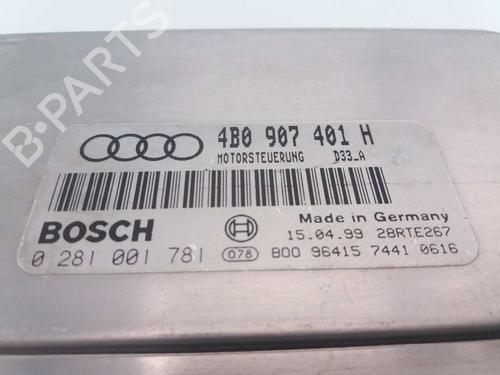 4B0 907 401 H
MOTORSTEUERUNG D33_A
BOSCH
Made in Germany
15.04.99 28RTE267
0 281 001 781 078 B00 96415 7441 0616
B-PARTS